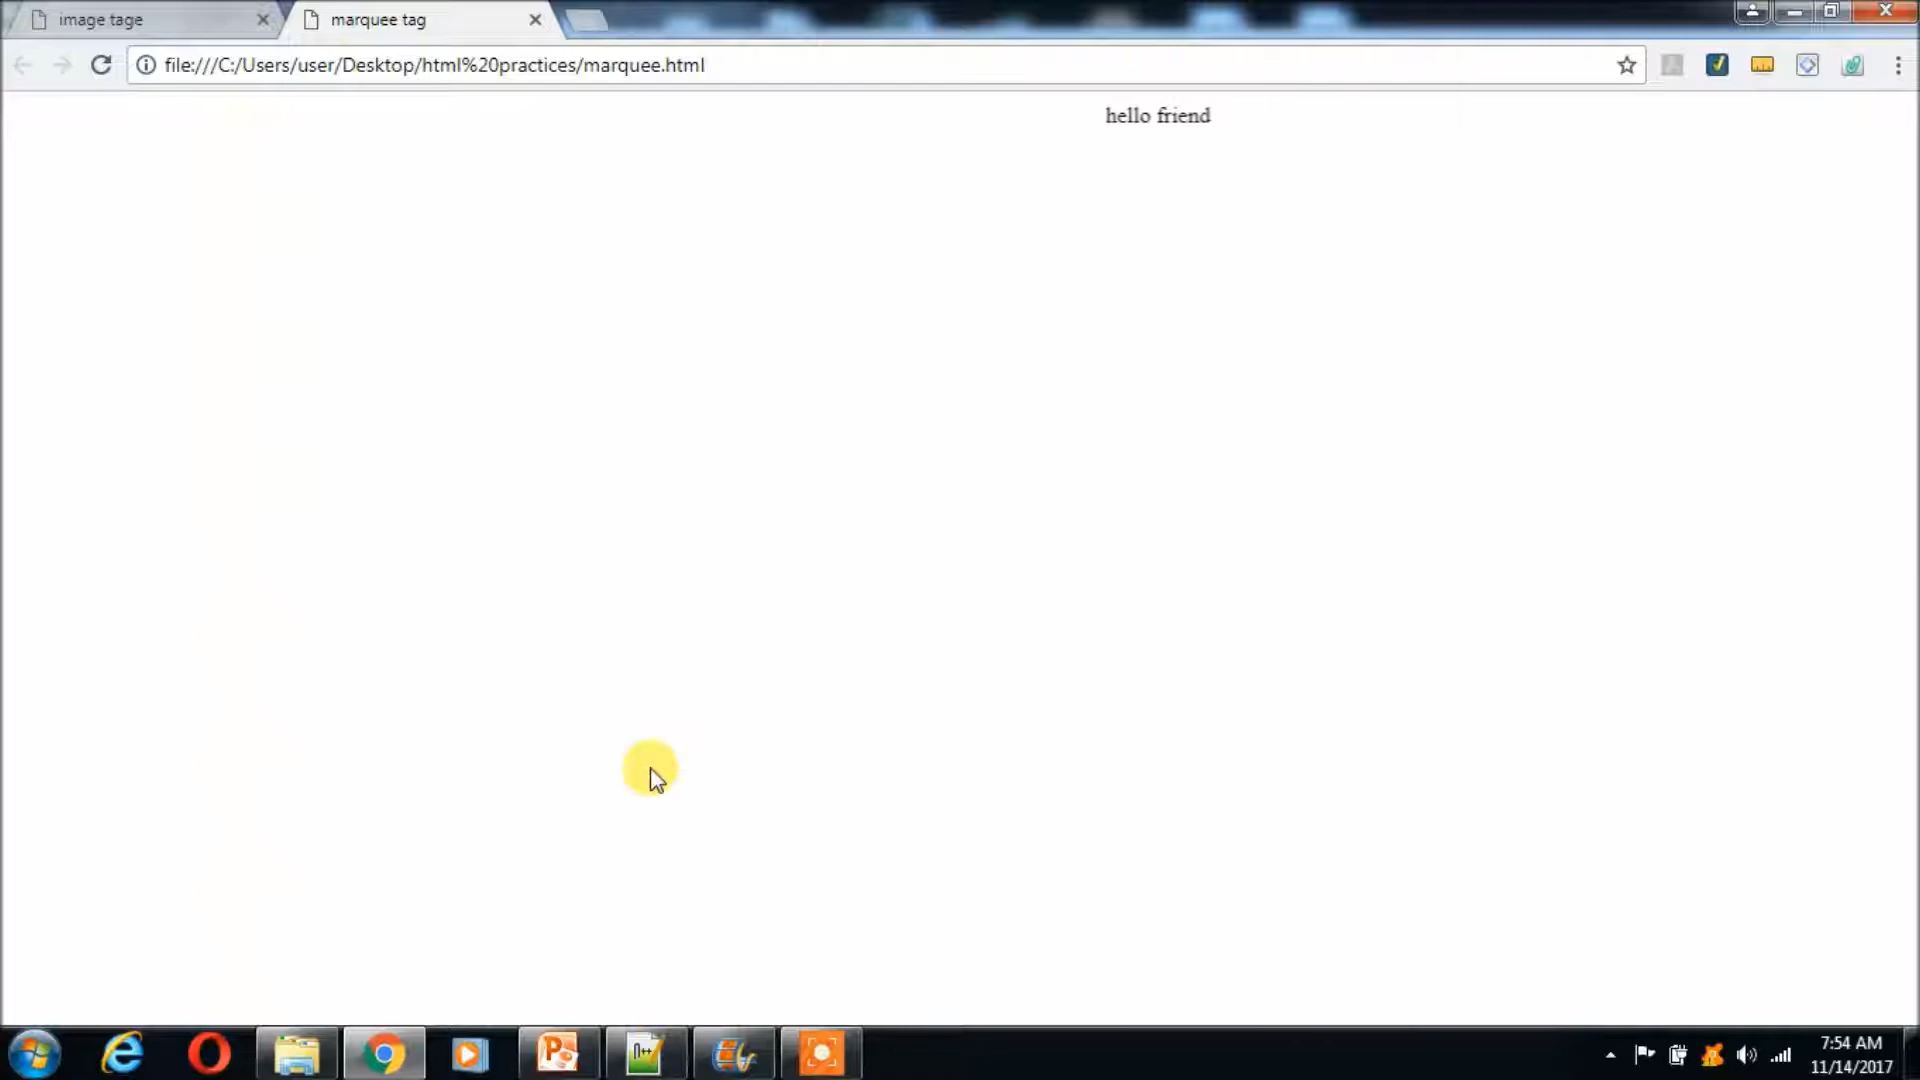 image tage
marquee tag
file:///C:/Users/user/Desktop/html%20practices/marquee.html
hello friend
7:54 AM
11/14/2017